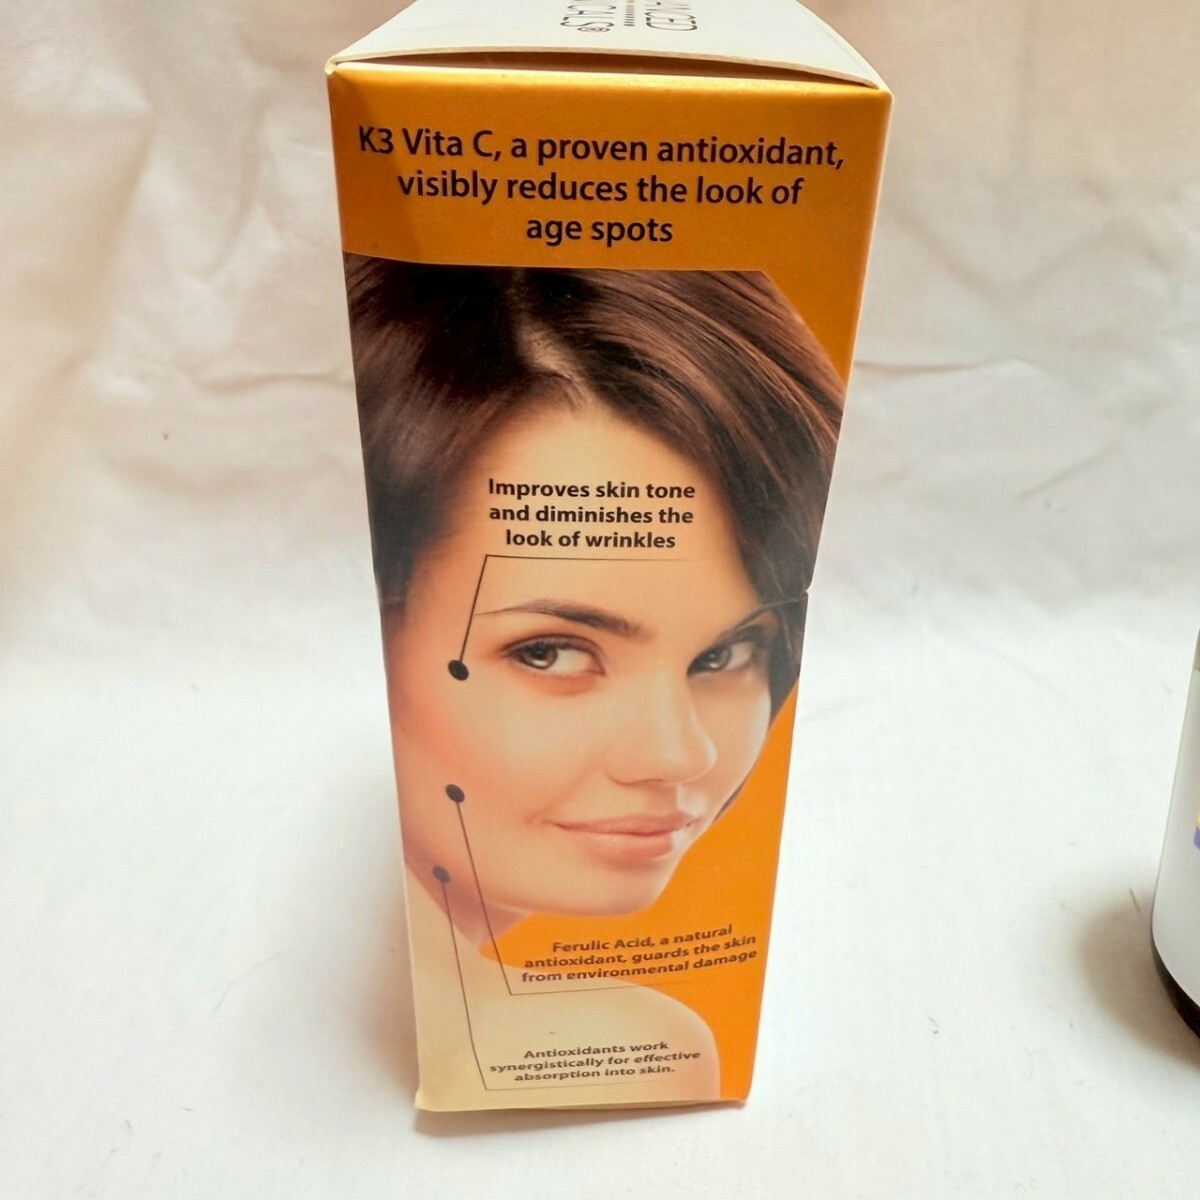 K3 Vita C, a proven antioxidant,
visibly reduces the look of
age spots
Improves skin tone
and diminishes the
look of wrinkles
Ferulic Acid, a natural
antioxidant, guards the skin
from environmental damage
Antioxidants work
synergistically for effective
absorption into skin.